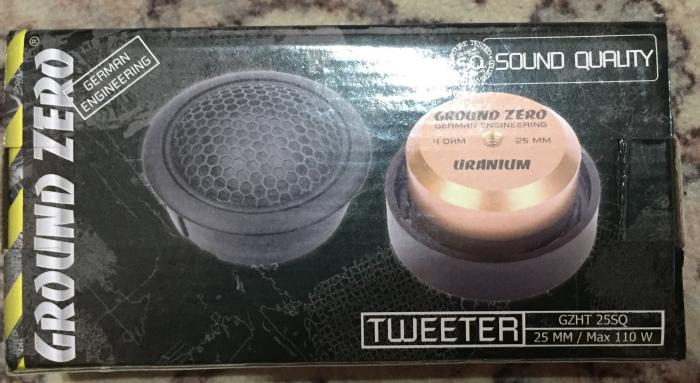 GROUND ZERO®
GERMAN
ENGINEERING
SQ
SOUND QUALITY
GROUND ZERO
GERMAN ENGINEERING
4 OHM 25 MM
URANIUM
TWEETER
GZHT 25SQ
25 MM / Max 110 W